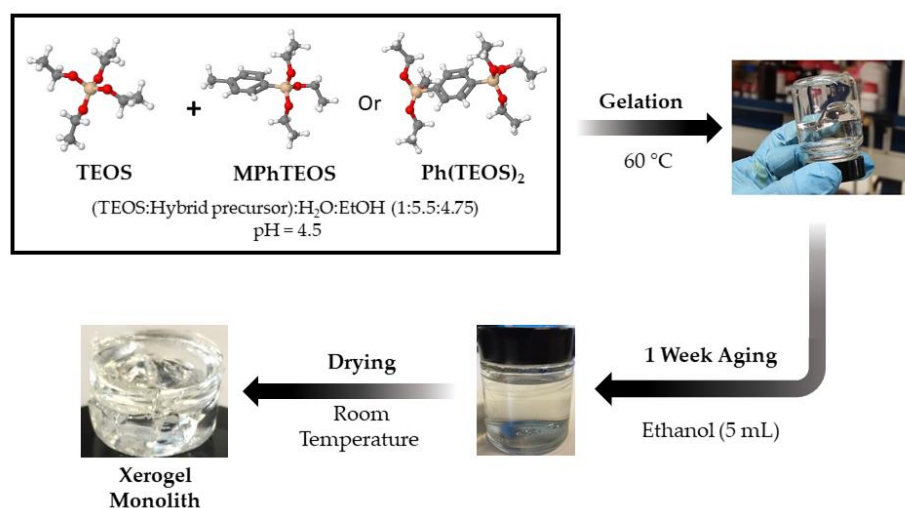 TEOS
+
MPhTEOS
Or
Ph(TEOS)₂
(TEOS:Hybrid precursor):H₂O:EtOH (1:5.5:4.75)
pH = 4.5
Gelation
60 °C
1 Week Aging
Ethanol (5 mL)
Drying
Room
Temperature
Xerogel
Monolith